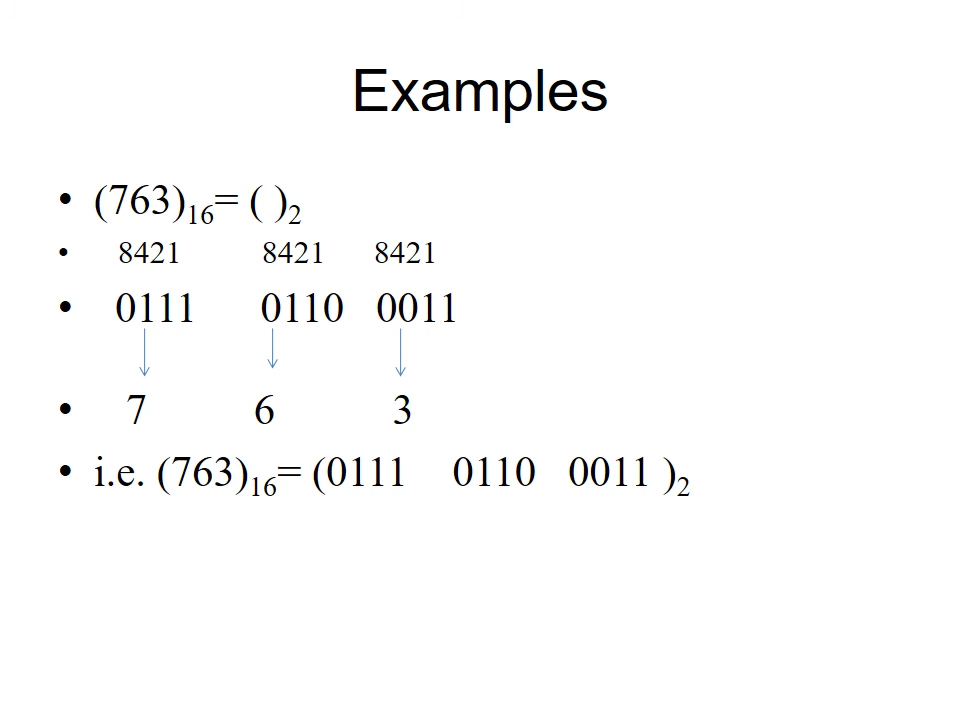 Examples
• (763)₁₆= ( )₂
• 8421 8421 8421
• 0111 0110 0011
• 7 6 3
• i.e. (763)₁₆= (0111 0110 0011 )₂